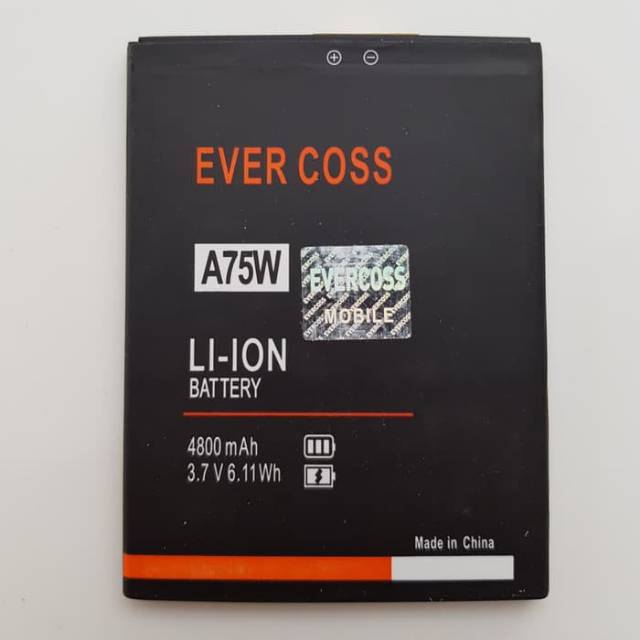 EVER COSS
A75W
EVERCOSS
MOBILE
LI-ION
BATTERY
4800 mAh
3.7 V 6.11Wh
Made in China